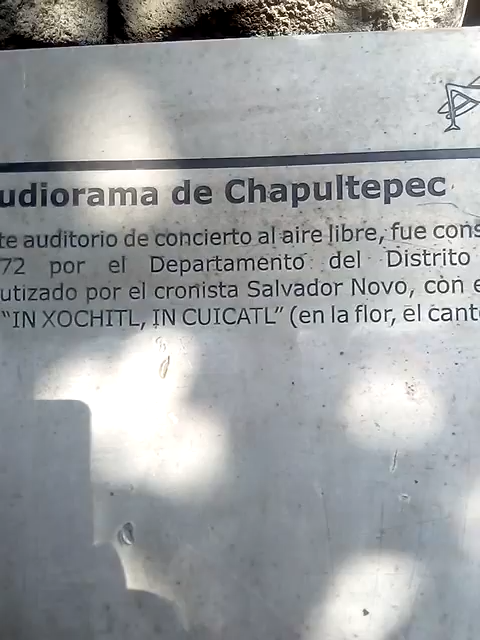 udiorama de Chapultepec
te auditorio de concierto al aire libre, fue cons
72 por el Departamento del Distrito
utizado por el cronista Salvador Novo, con e
“IN XOCHITL, IN CUICATL” (en la flor, el cant